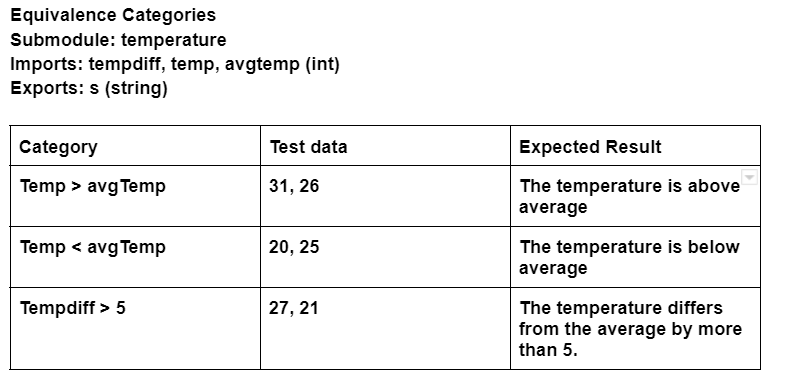 Equivalence Categories
Submodule: temperature
Imports: tempdiff, temp, avgtemp (int)
Exports: s (string)
Category
Test data
Expected Result
Temp > avgTemp
31, 26
The temperature is above
average
Temp < avgTemp
20, 25
The temperature is below
average
Tempdiff > 5
27, 21
The temperature differs
from the average by more
than 5.